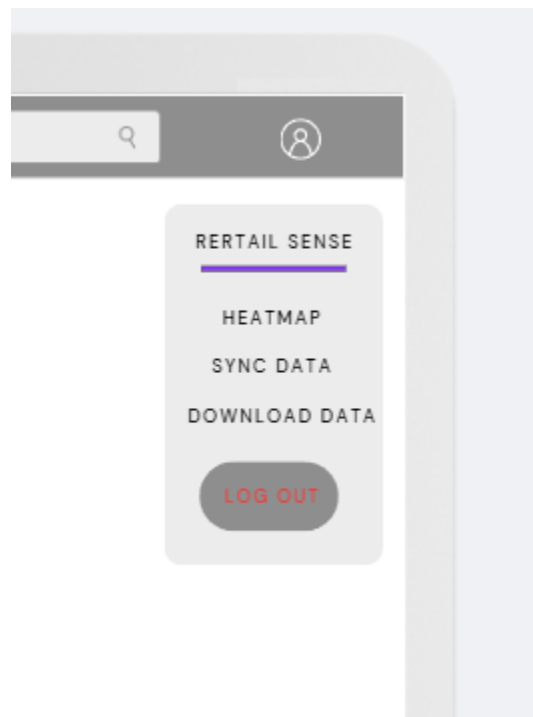 RERTAIL SENSE
HEATMAP
SYNC DATA
DOWNLOAD DATA
LOG OUT